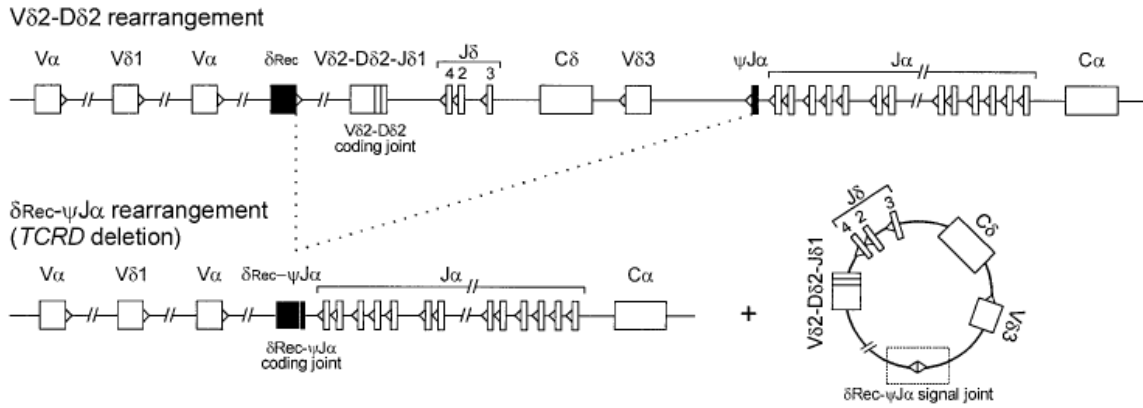 Vδ2-Dδ2 rearrangement
Vα Vδ1 Vα δRec Vδ2-Dδ2-Jδ1 Jδ Cδ Vδ3 ψJα Jα Cα
4 2 3
Vδ2-Dδ2
coding joint
δRec-ψJα rearrangement
(TCRD deletion)
Vα Vδ1 Vα δRec-ψJα Jα Cα
δRec-ψJα
coding joint
+
Jδ
4 2 3
Cδ
Vδ2-Dδ2-Jδ1
Vδ3
δRec-ψJα signal joint